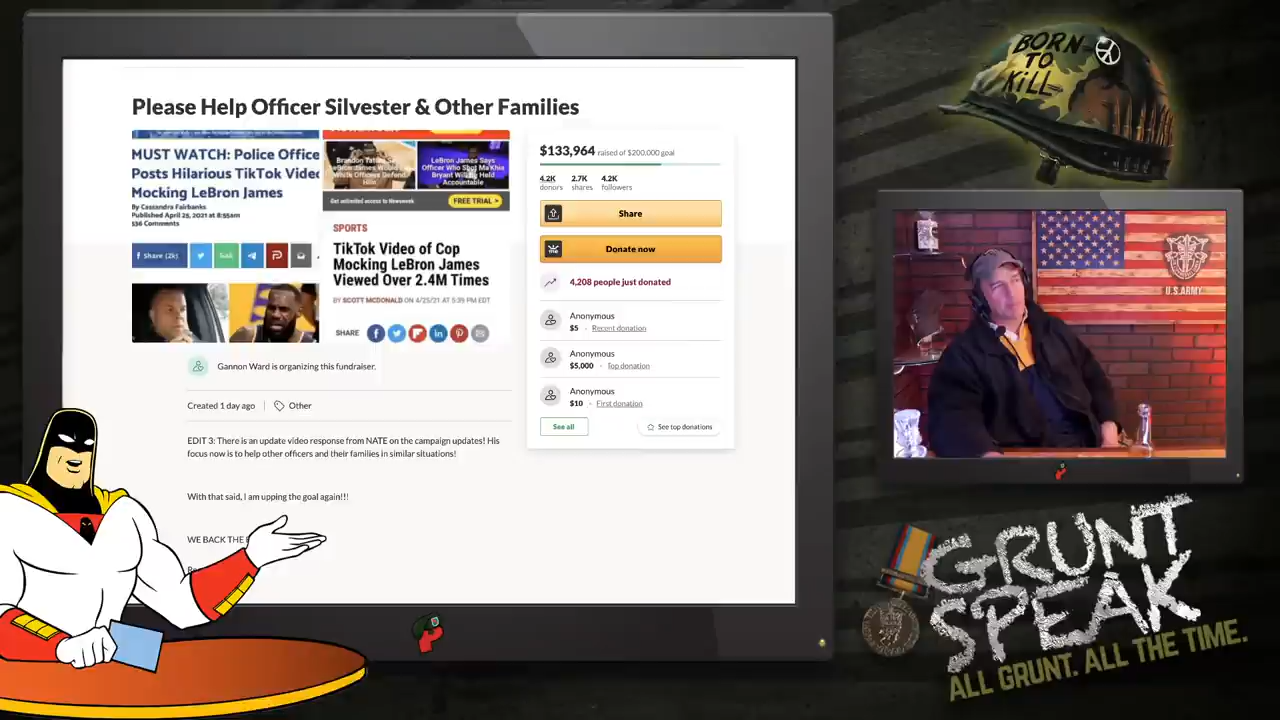 Please Help Officer Silvester & Other Families
MUST WATCH: Police Office
Posts Hilarious TikTok Video
Mocking LeBron James
By Cassandra Fairbanks
Published April 25, 2021 at 8:55am
536 Comments
Share (2k)
Gab
LeBron James Says
Officer Who Shot Ma'Khia
Bryant Will Be Held
Accountable
Get unlimited access to Newsweek
FREE TRIAL >
SPORTS
TikTok Video of Cop
Mocking LeBron James
Viewed Over 2.4M Times
BY SCOTT MCDONALD ON 4/25/21 AT 5:39 PM EDT
SHARE
Gannon Ward is organizing this fundraiser.
Created 1 day ago
Other
EDIT 3: There is an update video response from NATE on the campaign updates! His
focus now is to help other officers and their families in similar situations!
With that said, I am upping the goal again!!!
WE BACK THE
$133,964 raised of $200,000 goal
4.2K 2.7K 4.2K
donors shares followers
Share
Donate now
4,208 people just donated
Anonymous
$5 · Recent donation
Anonymous
$5,000 · Top donation
Anonymous
$10 · First donation
See all
See top donations
BORN
TO
KiLL
U.S. ARMY
GRUNT
SPEAK
ALL GRUNT. ALL THE TIME.